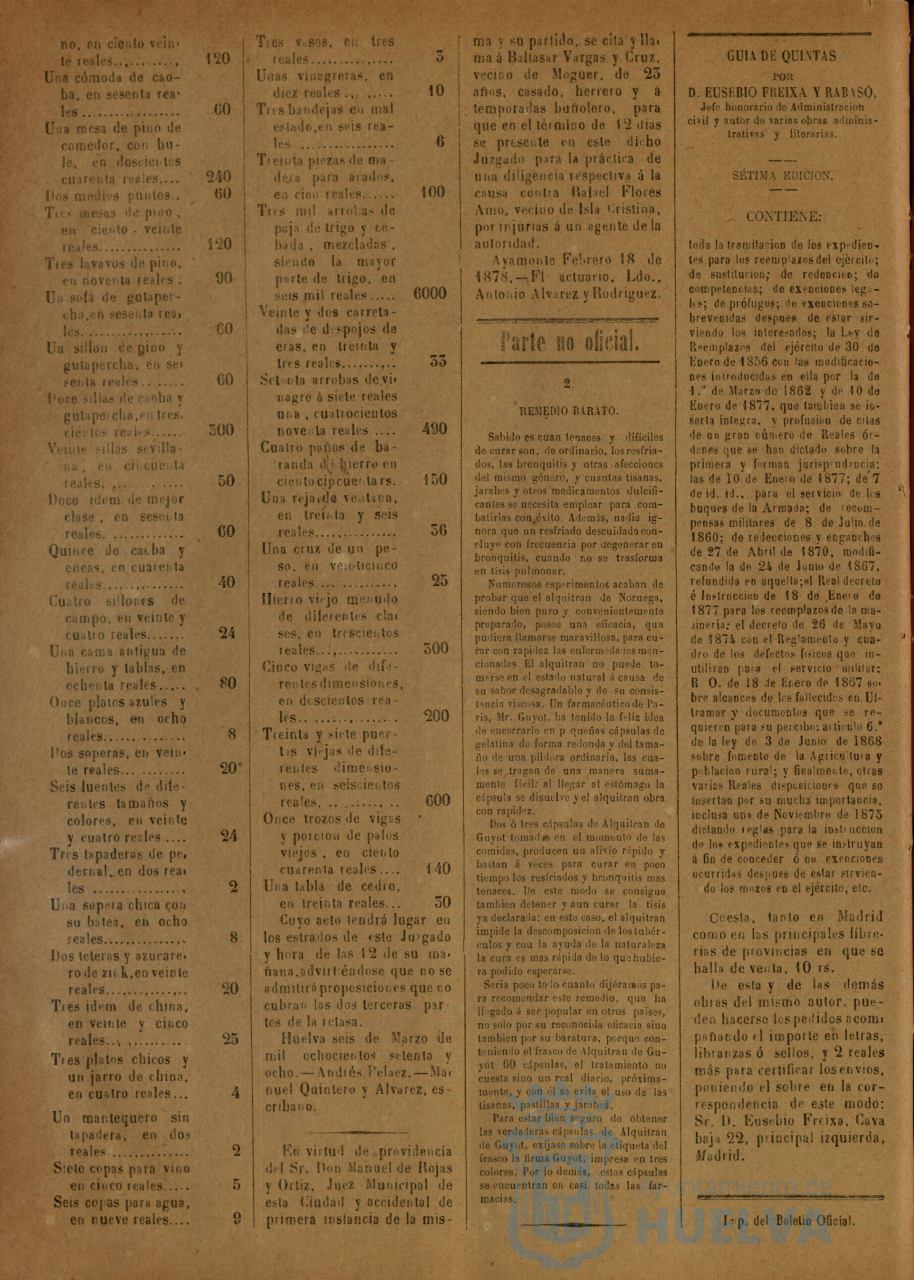 no, en ciento vein-
te reales........, 120
Una cómoda de cao-
ba, en sesenta rea-
les .............. 60
Una mesa de pino de
comedor, con hu-
le, en doscientos
cuarenta reales.... 240
Dos medios puntos.. 60
Tres mesas de pino,
en ciento veinte
reales............ 120
Tres lavavos de pino,
en noventa reales. 90
Un sofá de gutaper-
cha, en sesenta rea-
les............... 60
Un sillon de pino y
gutapercha, en se-
senta reales....... 60
Doce sillas de caoba y
gutapercha, en tres-
cientos reales...... 300
Veinte sillas sevilla-
nas, en cincuenta
reales. .......... 50
Doce idem de mejor
clase, en sesenta
reales. .......... 60
Quince de caoba y
eneas, en cuarenta
reales............ 40
Cuatro sillones de
campo, en veinte y
cuatro reales....... 24
Una cama antigua de
hierro y tablas, en
ochenta reales..... 80
Once platos azules y
blancos, en ocho
reales............ 8
Dos soperas, en vein-
te reales........... 20
Seis fuentes de dife-
rentes tamaños y
colores, en veinte
y cuatro reales .... 24
Tres tapaderas de pe-
dernal, en dos rea-
les .............. 2
Una sopera chica con
su batea, en ocho
reales............ 8
Dos teteras y azucare-
ro de zink, en veinte
reales............ 20
Tres idem de china,
en veinte y cinco
reales............ 25
Tres platos chicos y
un jarro de china,
en cuatro reales... 4
Un mantequero sin
tapadera, en dos
reales ........... 2
Siete copas para vino
en cinco reales..... 5
Seis copas para agua,
en nueve reales.... 9
Tres vasos, en tres
reales............ 3
Unas vinagreras, en
diez reales........ 10
Tres bandejas en mal
estado, en seis rea-
les .............. 6
Treinta piezas de ma-
dera para arados,
en cien reales...... 100
Tres mil arrobas de
paja de trigo y ce-
bada, mezcladas,
siendo la mayor
parte de trigo, en
seis mil reales..... 6000
Veinte y dos carreta-
das de despojos de
eras, en treinta y
tres reales......... 33
Setenta arrobas de vi-
nagre á siete reales
una, cuatrocientos
noventa reales .... 490
Cuatro paños de ba-
randa de hierro en
ciento cincuenta rs. 150
Una reja de ventana,
en treinta y seis
reales............ 36
Una cruz de un pe-
so, en veinticinco
reales............ 25
Hierro viejo menudo
de diferentes cla-
ses, en trescientos
reales............ 300
Cinco vigas de dife-
rentes dimensiones,
en doscientos rea-
les............... 200
Treinta y siete puer-
tas viejas de dife-
rentes dimensio-
nes, en seiscientos
reales. .......... 600
Once trozos de vigas
y porcion de palos
viejos, en ciento
cuarenta reales.... 140
Una tabla de cedro,
en treinta reales... 30
Cuyo acto tendrá lugar en
los estrados de este Juzgado
y hora de las 12 de su ma-
ñana, advirtiéndose que no se
admitirá proposiciones que no
cubran las dos terceras par-
tes de la retasa.
Huelva seis de Marzo de
mil ochocientos setenta y
ocho.—Andrés Pelaez.—Ma-
nuel Quintero y Alvarez, es-
cribano.
En virtud de providencia
del Sr. Don Manuel de Rojas
y Ortiz, Juez Municipal de
esta Ciudad y accidental de
primera instancia de la mis-
ma y su partido, se cita y lla-
ma á Baltasar Vargas y Cruz,
vecino de Moguer, de 23
años, casado, herrero y á
temporadas buñolero, para
que en el término de 12 dias
se presente en este dicho
Juzgado para la práctica de
una diligencia respectiva á la
causa contra Rafael Flores
Amo, vecino de Isla Cristina,
por injurias á un agente de la
autoridad.
Ayamonte Febrero 18 de
1878.—El actuario, Ldo.,
Antonio Alvarez y Rodriguez.
Parte no oficial.
2
REMEDIO BARATO.
Sabido es cuan tenaces y dificiles
de curar son, de ordinario, los resfria-
dos, las bronquitis y otras afecciones
del mismo género, y cuantas tisanas,
jarabes y otros medicamentos dulcifi-
cantes se necesita emplear para com-
batirlas con éxito. Además, nadie ig-
nora que un resfriado descuidado con-
cluye con frecuencia por degenerar en
bronquitis, cuando no se trasforma
en tisis pulmonar.
Numerosos esperimentos acaban de
probar que el alquitran de Noruega,
siendo bien puro y convenientemente
preparado, posee una eficacia, que
pudiera llamarse maravillosa, para cu-
rar con rapidez las enfermedades men-
cionadas. El alquitran no puede to-
marse en el estado natural á causa de
su sabor desagradable y de su consis-
tencia viscosa. Un farmacéutico de Pa-
ris, Mr. Guyot, ha tenido la feliz idea
de encerrarlo en pequeñas cápsulas de
gelatina de forma redonda y del tama-
ño de una píldora ordinaria, las cua-
les se tragan de una manera suma-
mente fácil: al llegar al estómago la
cápsula se disuelve y el alquitran obra
con rapidez.
Dos ó tres cápsulas de Alquitran de
Guyot tomadas en el momento de las
comidas, producen un alivio rápido y
bastan á veces para curar en poco
tiempo los resfriados y bronquitis mas
tenaces. De este modo se consigue
tambien detener y aun curar la tisis
ya declarada: en este caso, el alquitran
impide la descomposicion de los tubér-
culos y con la ayuda de la naturaleza
la cura es mas rápida de lo que hubie-
ra podido esperarse.
Seria poco todo cuanto dijéramos pa-
ra recomendar este remedio, que ha
llegado á ser popular en otros paises,
no solo por su reconocida eficacia sino
tambien por su baratura, porque con-
teniendo el frasco de Alquitran de Gu-
yot 60 cápsulas, el tratamiento no
cuesta sino un real diario, próxima-
mente, y con él se evita el uso de las
tisanas, pastillas y jarabes.
Para estar bien seguro de obtener
las verdaderas cápsulas de Alquitran
de Guyot, exijase sobre la etiqueta del
frasco la firma Guyot, impresa en tres
colores. Por lo demás, estas cápsulas
se encuentran en casi todas las far-
macias.
GUIA DE QUINTAS
POR
D. EUSEBIO FREIXA Y RABASÓ,
Jefe honorario de Administracion
civil y autor de varias obras adminis-
trativas y literarias.
SÉTIMA EDICION.
CONTIENE:
toda la tramitacion de los expedien-
tes para los reemplazos del ejército;
de sustitucion; de redencion; de
competencias; de exenciones lega-
les; de prófugos; de exenciones so-
brevenidas despues de estar sir-
viendo los interesados; la Ley de
Reemplazos del ejército de 30 de
Enero de 1856 con las modificacio-
nes introducidas en ella por la de
1.º de Marzo de 1862 y de 10 de
Enero de 1877, que tambien se in-
serta integra, y profusion de citas
de un gran número de Reales ór-
denes que se han dictado sobre la
primera y forman jurisprudencia;
las de 10 de Enero de 1877; de 7
de id. id., para el servicio de los
buques de la Armada; de recom-
pensas militares de 8 de Julio de
1860; de redenciones y enganches
de 27 de Abril de 1870, modifi-
cando la de 24 de Junio de 1867,
refundida en aquella; el Real decreto
é Instruccion de 18 de Enero de
1877 para los reemplazos de la ma-
rineria; el decreto de 26 de Mayo
de 1874 con el Reglamento y cua-
dro de los defectos fisicos que in-
utilizan para el servicio militar;
R. O. de 18 de Enero de 1867 so-
bre alcances de los fallecidos en Ul-
tramar y documentos que se re-
quieren para su percibo; articulo 6.º
de la ley de 3 de Junio de 1868
sobre fomento de la Agricultura y
poblacion rural; y finalmente, otras
varias Reales disposiciones que se
insertan por su mucha importancia,
inclusa una de Noviembre de 1875
dictando reglas para la instruccion
de los expedientes que se instruyan
á fin de conceder ó no exenciones
ocurridas despues de estar sirvien-
do los mozos en el ejército, etc.
Cuesta, tanto en Madrid
como en las principales libre-
rias de provincias en que se
halla de venta, 10 rs.
De esta y de las demás
obras del mismo autor, pue-
den hacerse los pedidos acom-
pañando el importe en letras,
libranzas ó sellos, y 2 reales
más para certificar los envios,
poniendo el sobre en la cor-
respondencia de este modo:
Sr. D. Eusebio Freixa, Cava
baja 22, principal izquierda,
Madrid.
Imp. del Boletin Oficial.
Ayuntamiento de
HUELVA